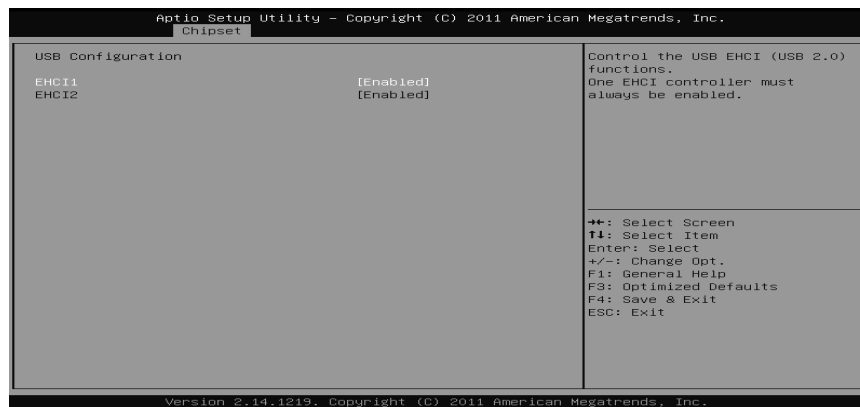 Aptio Setup Utility – Copyright (C) 2011 American Megatrends, Inc.
Chipset
USB Configuration
EHCI1 [Enabled]
EHCI2 [Enabled]
Control the USB EHCI (USB 2.0)
functions.
One EHCI controller must
always be enabled.
→←: Select Screen
↑↓: Select Item
Enter: Select
+/-: Change Opt.
F1: General Help
F3: Optimized Defaults
F4: Save & Exit
ESC: Exit
Version 2.14.1219. Copyright (C) 2011 American Megatrends, Inc.